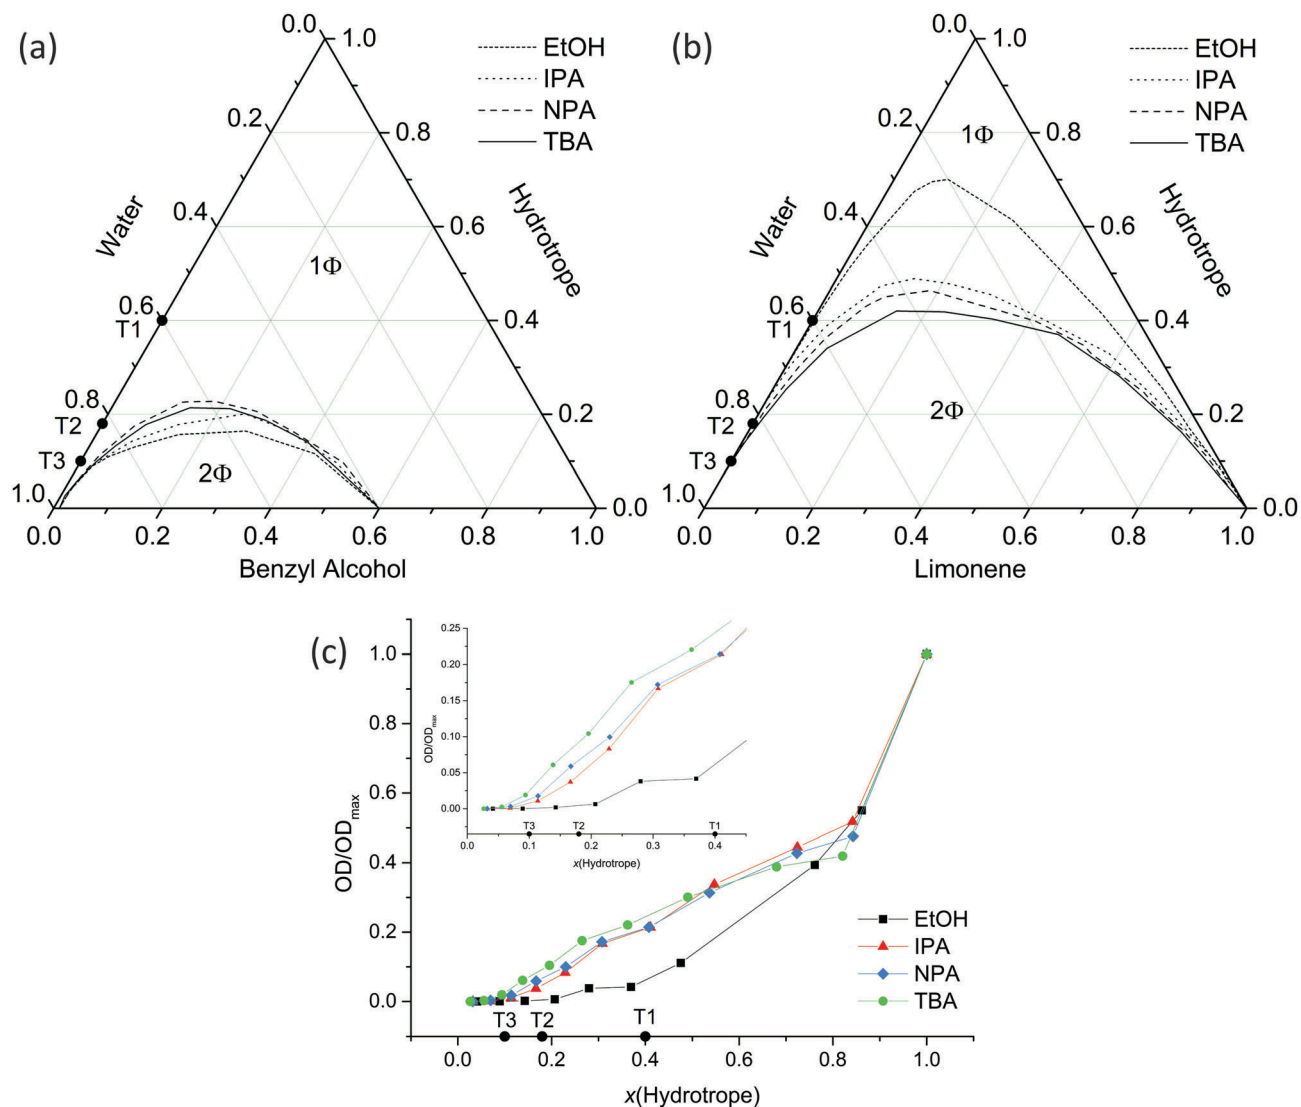 (a)
0.0
1.0
EtOH
IPA
NPA
TBA
0.2
0.8
Water
Hydrotrope
0.4
0.6
1Φ
0.6
0.4
T1
0.8
0.2
T2
T3
2Φ
1.0
0.0
0.0
0.2
0.4
0.6
0.8
1.0
Benzyl Alcohol
(b)
0.0
1.0
EtOH
IPA
NPA
TBA
0.2
0.8
1Φ
Water
Hydrotrope
0.4
0.6
0.6
0.4
T1
0.8
0.2
T2
T3
2Φ
1.0
0.0
0.0
0.2
0.4
0.6
0.8
1.0
Limonene
(c)
OD/ODmax
1.0
0.8
0.6
0.4
0.2
0.0
OD/ODmax
0.25
0.20
0.15
0.10
0.05
0.00
T3
T2
T1
0.0
0.1
0.2
0.3
0.4
x(Hydrotrope)
EtOH
IPA
NPA
TBA
T3
T2
T1
0.0
0.2
0.4
0.6
0.8
1.0
x(Hydrotrope)